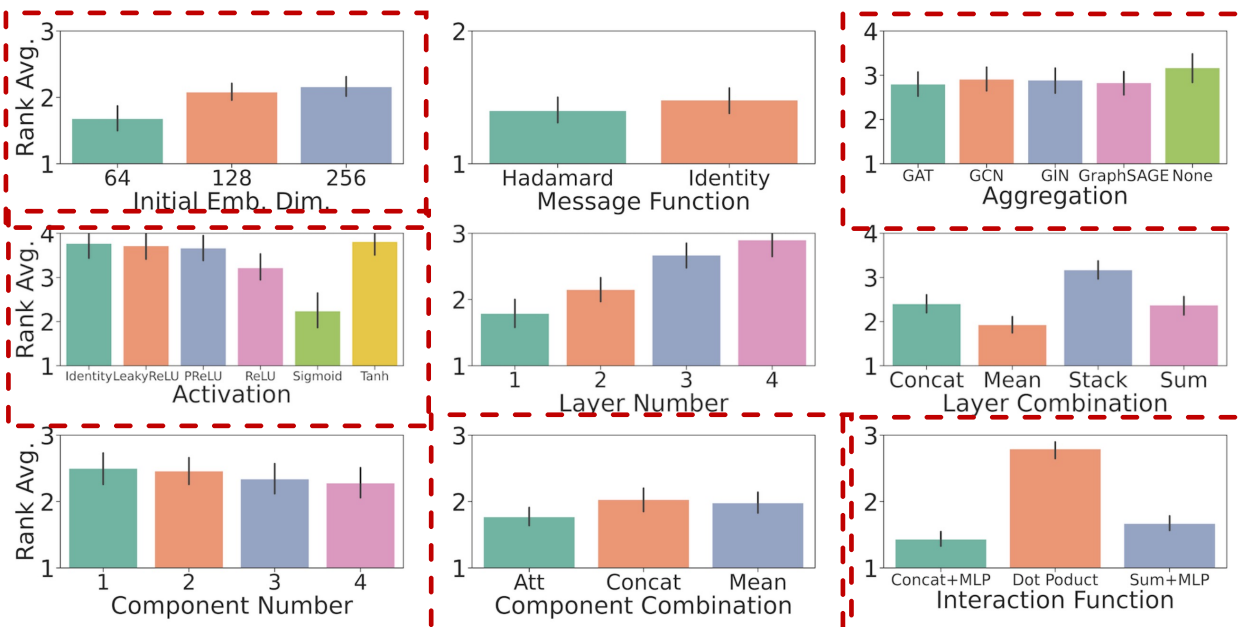 Rank Avg.
3
2
1
64 128 256
Initial Emb. Dim.
2
1
Hadamard Identity
Message Function
4
3
2
1
GAT GCN GIN GraphSAGE None
Aggregation
Rank Avg.
4
3
2
1
Identity LeakyReLU PReLU ReLU Sigmoid Tanh
Activation
3
2
1
1 2 3 4
Layer Number
4
3
2
1
Concat Mean Stack Sum
Layer Combination
Rank Avg.
3
2
1
1 2 3 4
Component Number
3
2
1
Att Concat Mean
Component Combination
3
2
1
Concat+MLP Dot Poduct Sum+MLP
Interaction Function